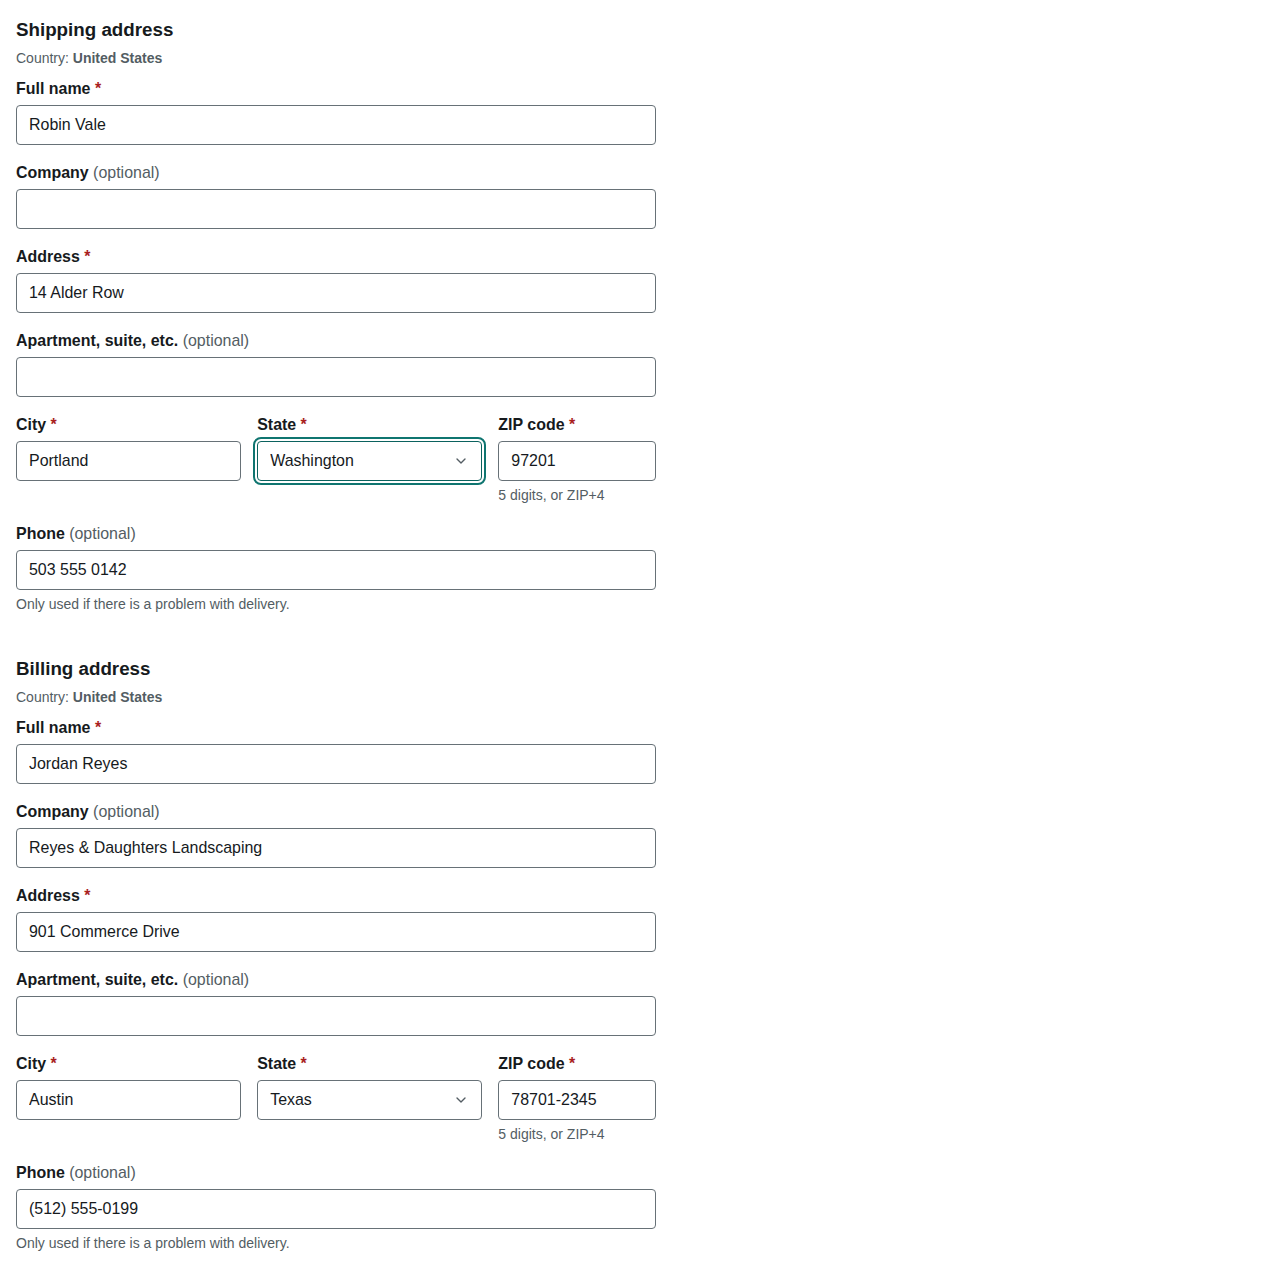 Shipping address
Country: United States
Full name *
Robin Vale
Company (optional)
Address *
14 Alder Row
Apartment, suite, etc. (optional)
City * State * ZIP code *
Portland Washington 97201
5 digits, or ZIP+4
Phone (optional)
503 555 0142
Only used if there is a problem with delivery.
Billing address
Country: United States
Full name *
Jordan Reyes
Company (optional)
Reyes & Daughters Landscaping
Address *
901 Commerce Drive
Apartment, suite, etc. (optional)
City * State * ZIP code *
Austin Texas 78701-2345
5 digits, or ZIP+4
Phone (optional)
(512) 555-0199
Only used if there is a problem with delivery.